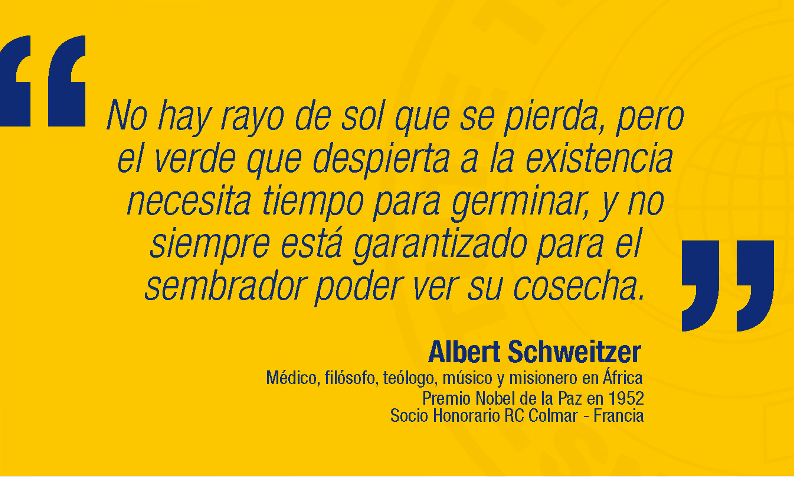 No hay rayo de sol que se pierda, pero
el verde que despierta a la existencia
necesita tiempo para germinar, y no
siempre está garantizado para el
sembrador poder ver su cosecha.
Albert Schweitzer
Médico, filósofo, teólogo, músico y misionero en África
Premio Nobel de la Paz en 1952
Socio Honorario RC Colmar - Francia